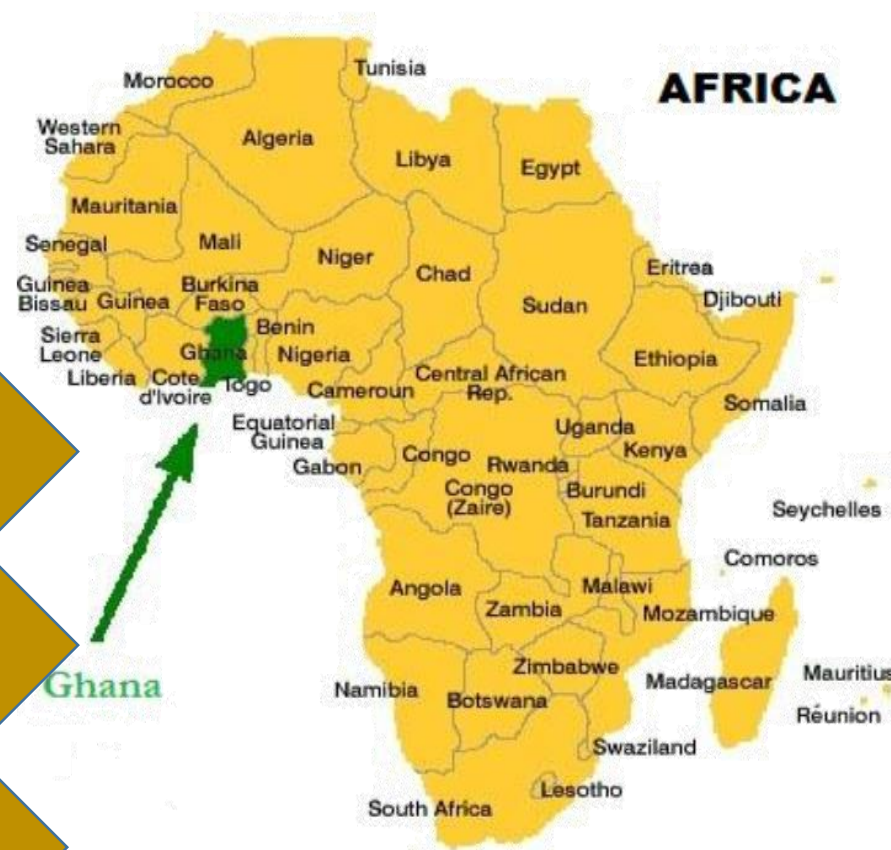 AFRICA
Morocco
Tunisia
Western
Sahara
Algeria
Libya
Egypt
Mauritania
Senegal
Mali
Niger
Chad
Sudan
Eritrea
Djibouti
Guinea
Bissau
Guinea
Burkina
Faso
Benin
Sierra
Leone
Ghana
Nigeria
Ethiopia
Liberia
Cote
d'Ivoire
Togo
Cameroun
Central African
Rep.
Somalia
Equatorial
Guinea
Gabon
Congo
Uganda
Kenya
Rwanda
Congo
(Zaire)
Burundi
Tanzania
Seychelles
Comoros
Angola
Zambia
Malawi
Mozambique
Ghana
Namibia
Botswana
Zimbabwe
Madagascar
Mauritius
Réunion
Swaziland
Lesotho
South Africa